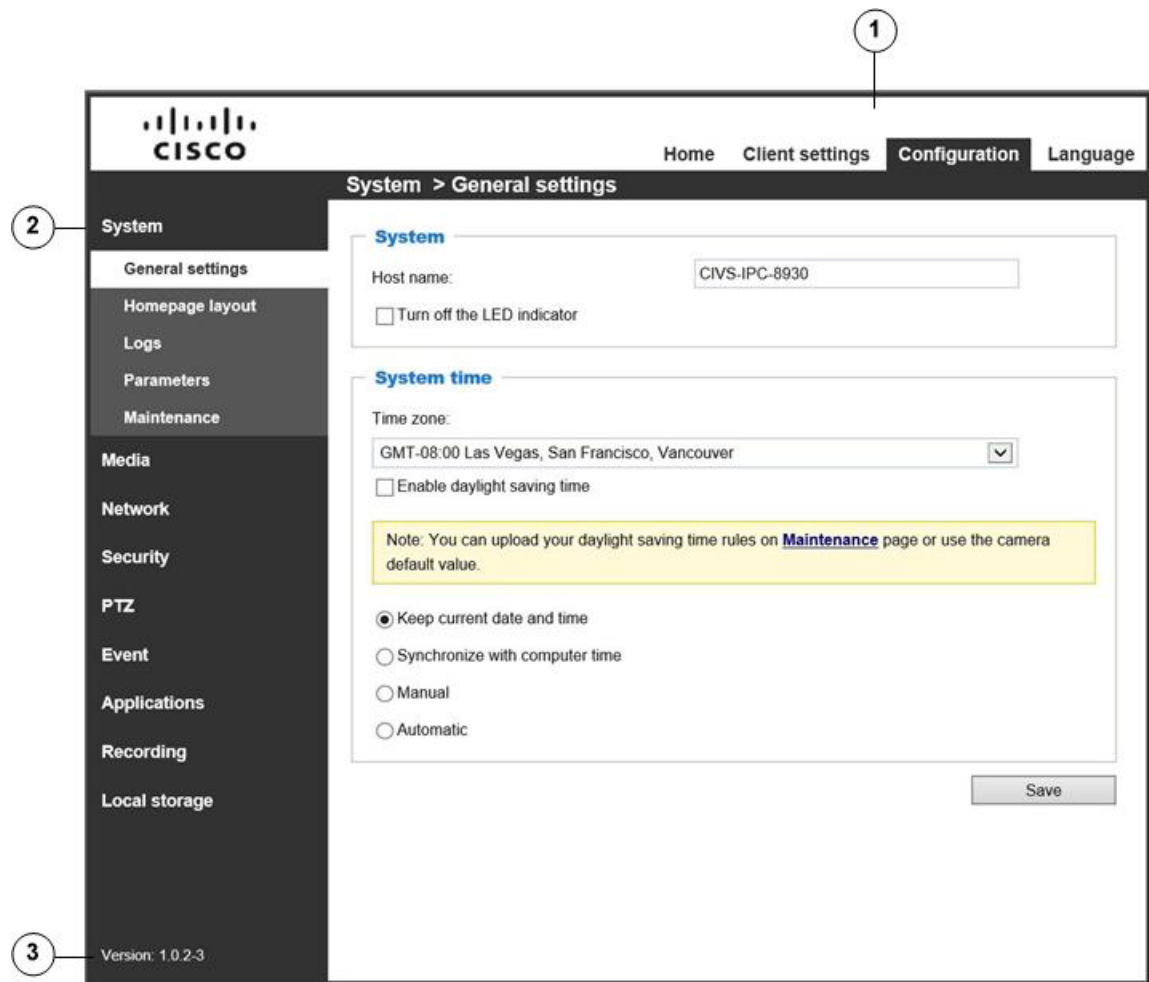 1
CISCO
Home Client settings Configuration Language
System > General settings
2
System
General settings
Homepage layout
Logs
Parameters
Maintenance
Media
Network
Security
PTZ
Event
Applications
Recording
Local storage
3
Version: 1.0.2-3
System
Host name: CIVS-IPC-8930
Turn off the LED indicator
System time
Time zone:
GMT-08:00 Las Vegas, San Francisco, Vancouver
Enable daylight saving time
Note: You can upload your daylight saving time rules on Maintenance page or use the camera
default value.
Keep current date and time
Synchronize with computer time
Manual
Automatic
Save